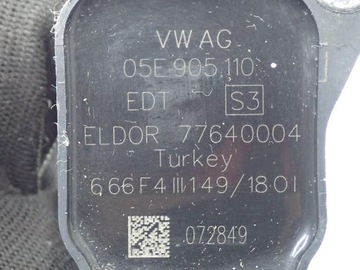 VW AG
05E 905 110
EDT S3
ELDOR 77640004
Turkey
666F4III149/1801
072849